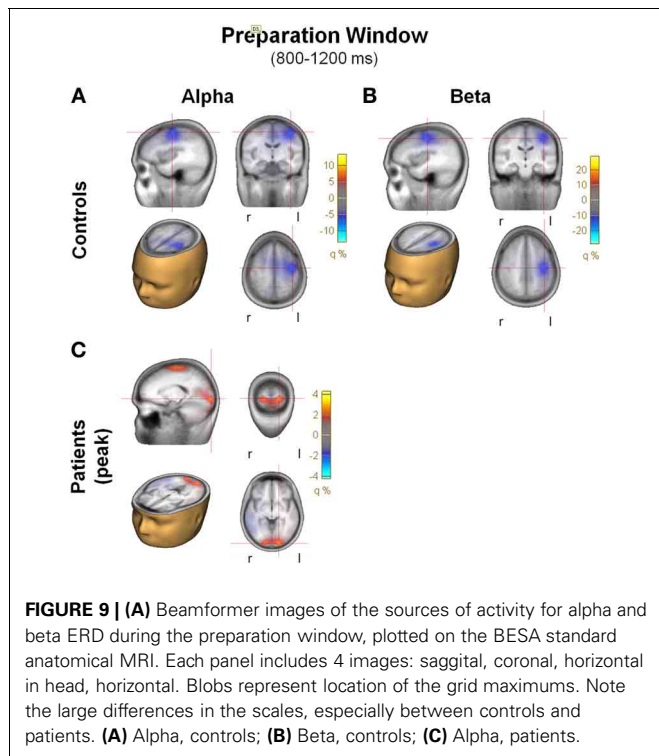 Preparation Window
(800-1200 ms)
A Alpha
B Beta
Controls
10
5
0
-5
-10
q %
20
10
0
-10
-20
q %
r l
r l
r l
r l
C
Patients
(peak)
4
2
0
-2
-4
q %
r l
r l
FIGURE 9 | (A) Beamformer images of the sources of activity for alpha and
beta ERD during the preparation window, plotted on the BESA standard
anatomical MRI. Each panel includes 4 images: saggital, coronal, horizontal
in head, horizontal. Blobs represent location of the grid maximums. Note
the large differences in the scales, especially between controls and
patients. (A) Alpha, controls; (B) Beta, controls; (C) Alpha, patients.